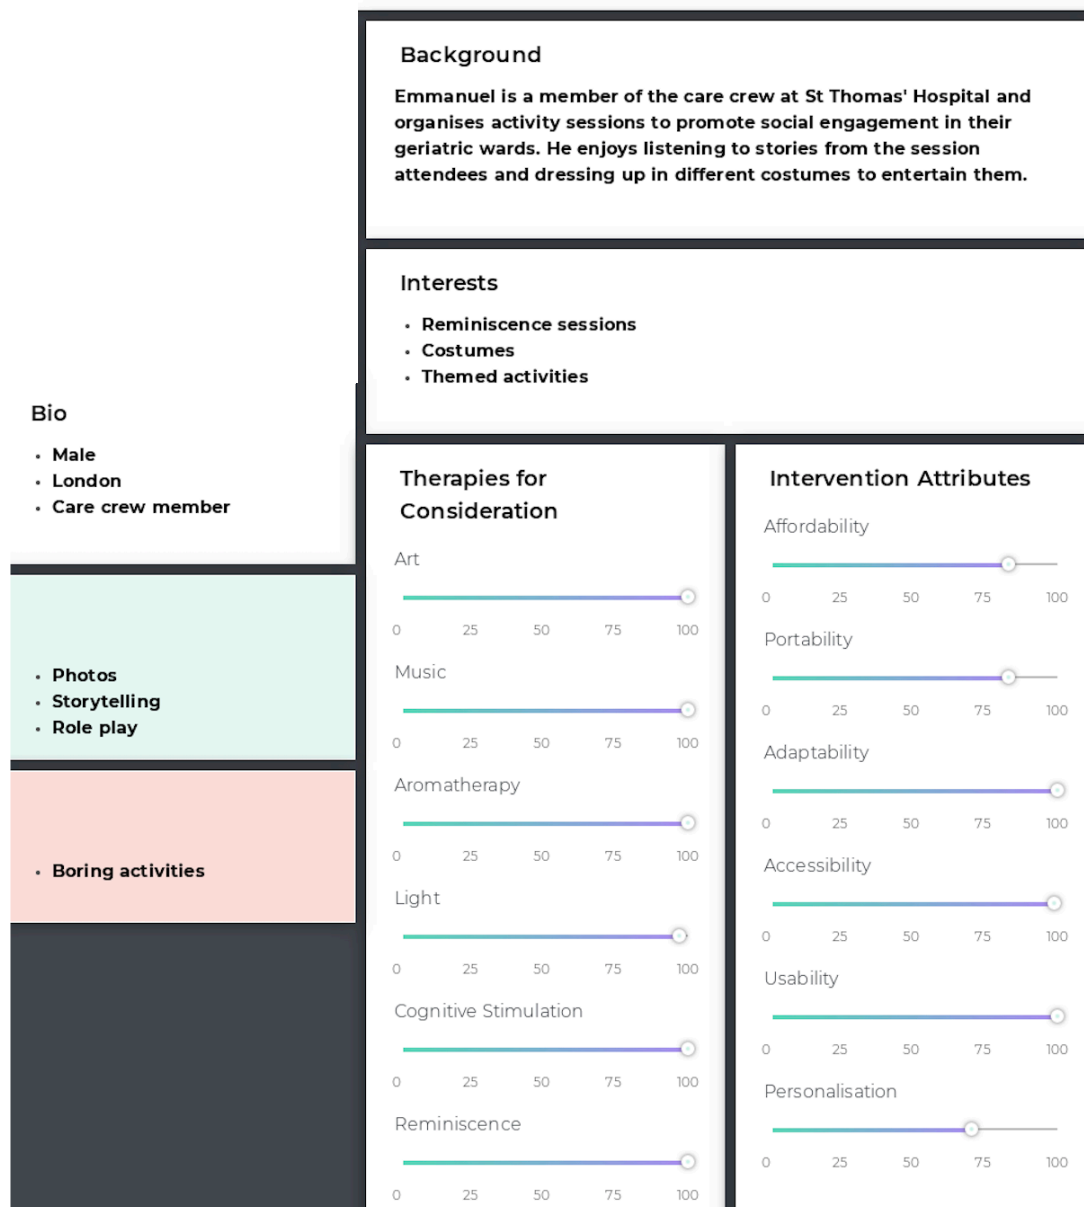 Background
Emmanuel is a member of the care crew at St Thomas' Hospital and
organises activity sessions to promote social engagement in their
geriatric wards. He enjoys listening to stories from the session
attendees and dressing up in different costumes to entertain them.
Interests
• Reminiscence sessions
• Costumes
• Themed activities
Bio
• Male
• London
• Care crew member
• Photos
• Storytelling
• Role play
• Boring activities
Therapies for
Consideration
Art
0 25 50 75 100
Music
0 25 50 75 100
Aromatherapy
0 25 50 75 100
Light
0 25 50 75 100
Cognitive Stimulation
0 25 50 75 100
Reminiscence
0 25 50 75 100
Intervention Attributes
Affordability
0 25 50 75 100
Portability
0 25 50 75 100
Adaptability
0 25 50 75 100
Accessibility
0 25 50 75 100
Usability
0 25 50 75 100
Personalisation
0 25 50 75 100